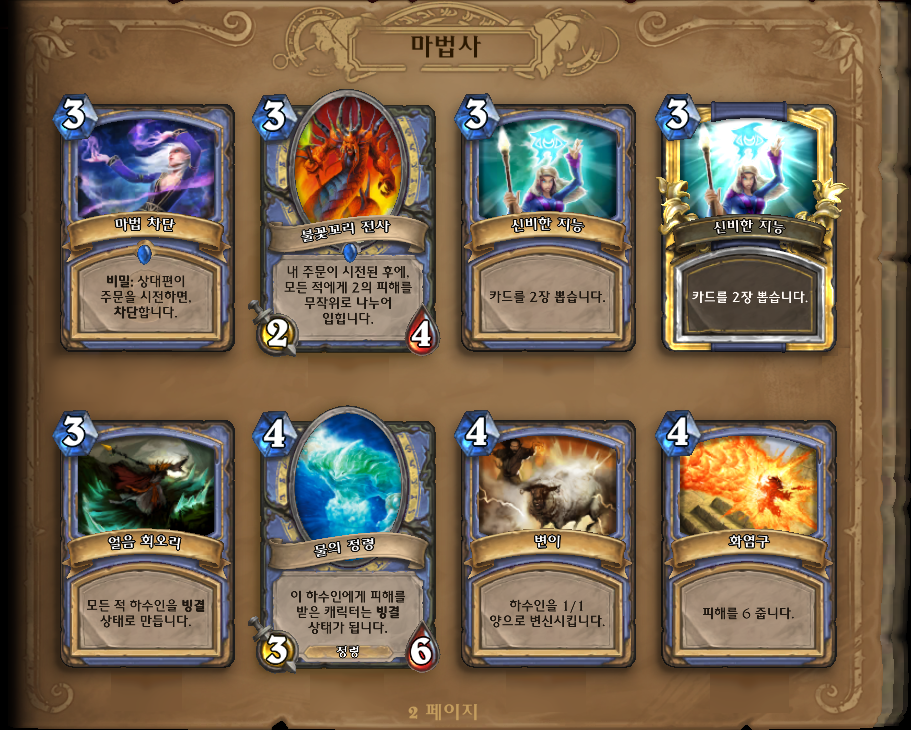 마법사
3
마법 차단
비밀: 상대편이
주문을 시전하면,
차단합니다.
3
불꽃꼬리 전사
내 주문이 시전된 후에,
모든 적에게 2의 피해를
무작위로 나누어
입힙니다.
2
4
3
신비한 지능
카드를 2장 뽑습니다.
3
신비한 지능
카드를 2장 뽑습니다.
3
얼음 회오리
모든 적 하수인을 빙결
상태로 만듭니다.
4
물의 정령
이 하수인에게 피해를
받은 캐릭터는 빙결
상태가 됩니다.
3
정령
6
4
변이
하수인을 1/1
양으로 변신시킵니다.
4
화염구
피해를 6 줍니다.
2 페이지